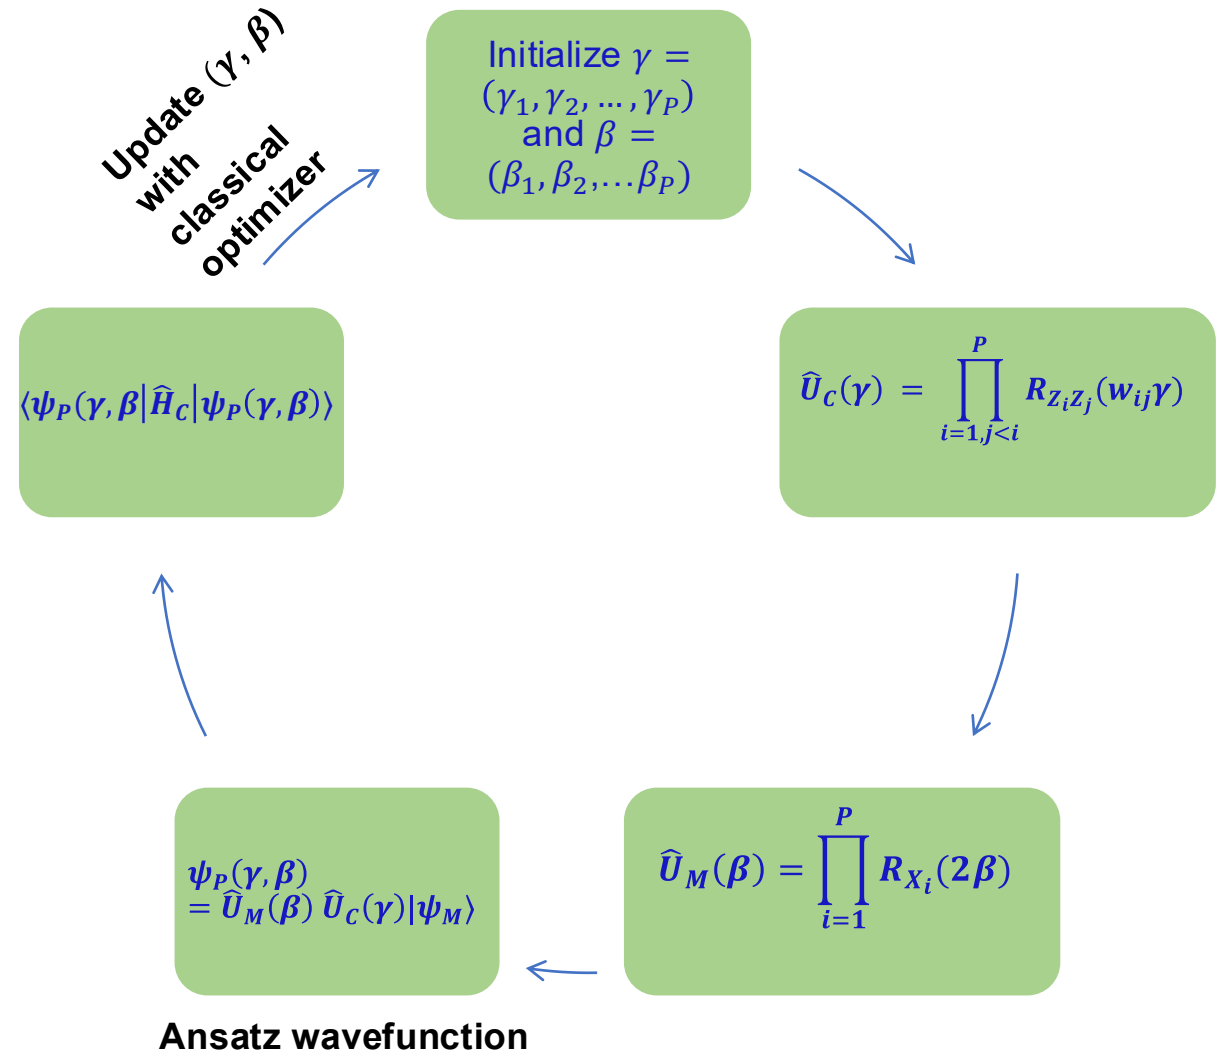 Initialize γ =
(γ₁, γ₂, … , γ_P)
and β =
(β₁, β₂,…β_P)
Û_C(γ) = ∏_{i=1,j<i}^{P} R_{Z_iZ_j}(w_{ij}γ)
Û_M(β) = ∏_{i=1}^{P} R_{X_i}(2β)
ψ_P(γ, β)
= Û_M(β) Û_C(γ)|ψ_M⟩
Ansatz wavefunction
⟨ψ_P(γ, β|Ĥ_C|ψ_P(γ, β)⟩
Update (γ, β)
with
classical
optimizer